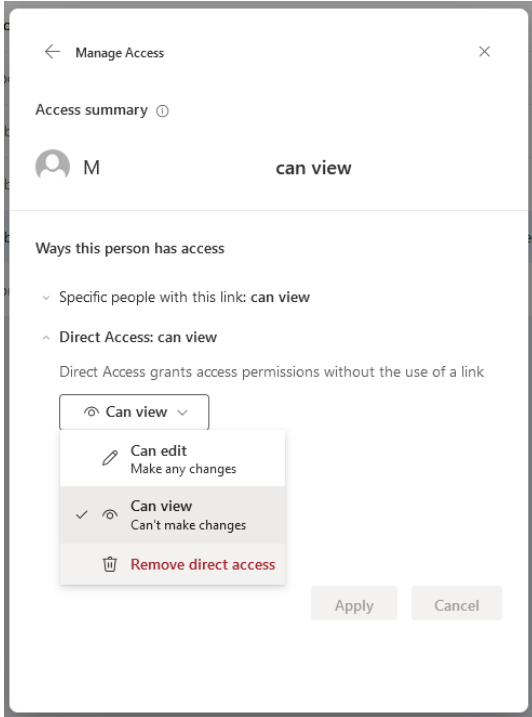 Manage Access
Access summary
M can view
Ways this person has access
Specific people with this link: can view
Direct Access: can view
Direct Access grants access permissions without the use of a link
Can view
Can edit
Make any changes
Can view
Can't make changes
Remove direct access
Apply Cancel